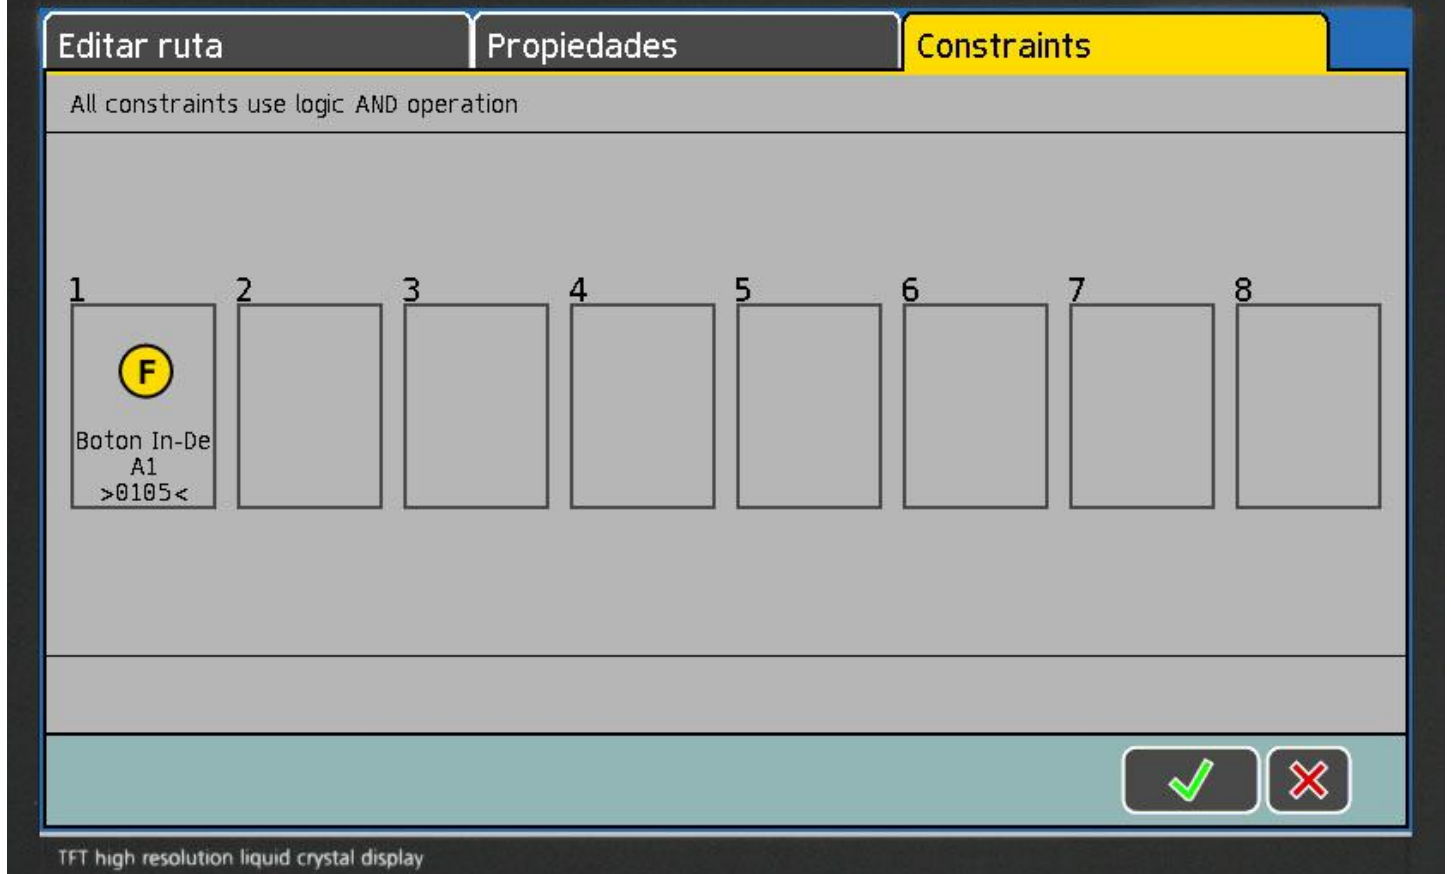 Editar ruta
Propiedades
Constraints
All constraints use logic AND operation
1 2 3 4 5 6 7 8
F
Boton In-De
A1
>0105<
TFT high resolution liquid crystal display